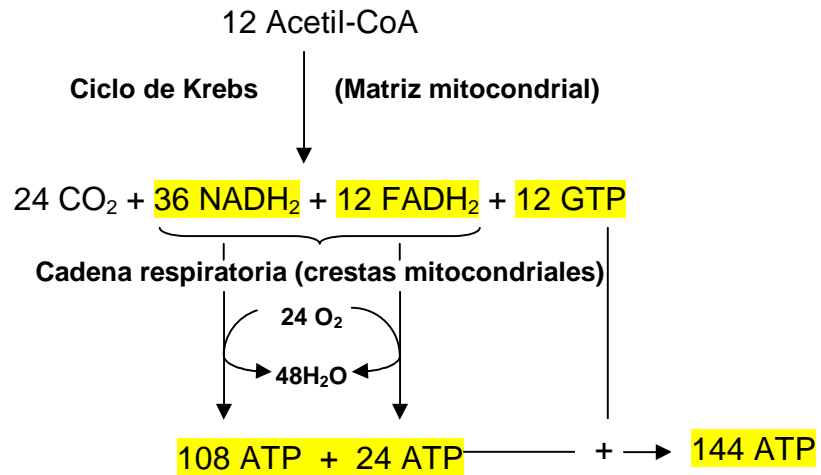 12 Acetil-CoA
Ciclo de Krebs (Matriz mitocondrial)
24 CO₂ + 36 NADH₂ + 12 FADH₂ + 12 GTP
Cadena respiratoria (crestas mitocondriales)
24 O₂
48H₂O
108 ATP + 24 ATP + 144 ATP